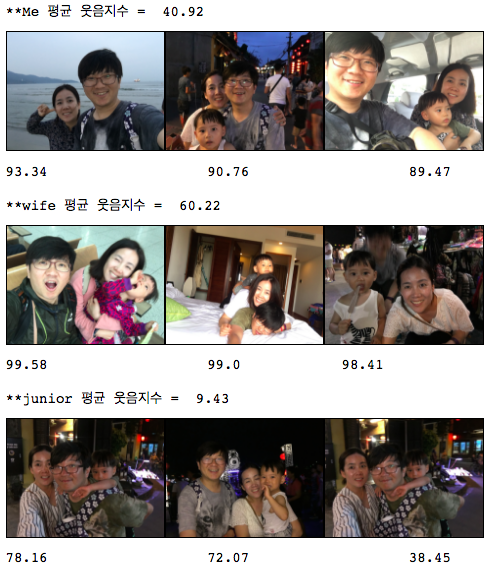 **Me 평균 웃음지수 = 40.92
93.34 90.76 89.47
**wife 평균 웃음지수 = 60.22
99.58 99.0 98.41
**junior 평균 웃음지수 = 9.43
78.16 72.07 38.45